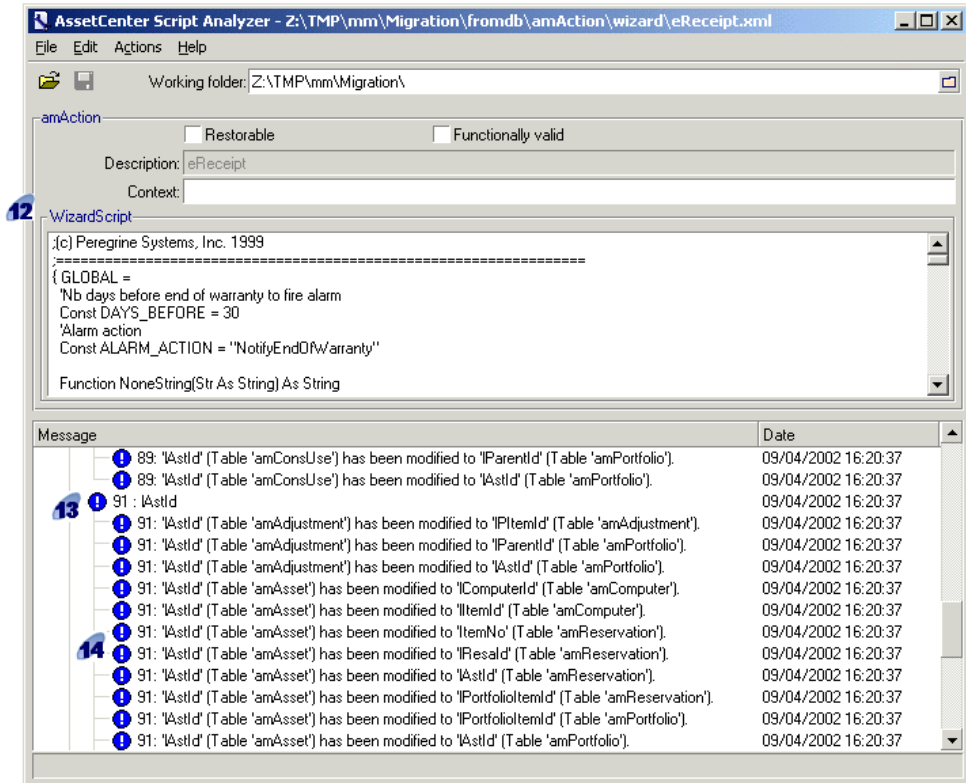 AssetCenter Script Analyzer - Z:\TMP\mm\Migration\fromdb\amAction\wizard\eReceipt.xml
File Edit Actions Help
Working folder: Z:\TMP\mm\Migration\
amAction
Restorable Functionally valid
Description: eReceipt
Context:
12
WizardScript
;(c) Peregrine Systems, Inc. 1999
;=================================================================
{ GLOBAL =
'Nb days before end of warranty to fire alarm
Const DAYS_BEFORE = 30
'Alarm action
Const ALARM_ACTION = "NotifyEndOfWarranty"
Function NoneString(Str As String) As String
Message Date
89: 'lAstId' (Table 'amConsUse') has been modified to 'lParentId' (Table 'amPortfolio'). 09/04/2002 16:20:37
89: 'lAstId' (Table 'amConsUse') has been modified to 'lAstId' (Table 'amPortfolio'). 09/04/2002 16:20:37
13 91 : lAstId 09/04/2002 16:20:37
91: 'lAstId' (Table 'amAdjustment') has been modified to 'lPItemId' (Table 'amAdjustment'). 09/04/2002 16:20:37
91: 'lAstId' (Table 'amAdjustment') has been modified to 'lParentId' (Table 'amPortfolio'). 09/04/2002 16:20:37
91: 'lAstId' (Table 'amAdjustment') has been modified to 'lAstId' (Table 'amPortfolio'). 09/04/2002 16:20:37
91: 'lAstId' (Table 'amAsset') has been modified to 'lComputerId' (Table 'amComputer'). 09/04/2002 16:20:37
91: 'lAstId' (Table 'amAsset') has been modified to 'lItemId' (Table 'amComputer'). 09/04/2002 16:20:37
91: 'lAstId' (Table 'amAsset') has been modified to 'ItemNo' (Table 'amReservation'). 09/04/2002 16:20:37
14 91: 'lAstId' (Table 'amAsset') has been modified to 'lResaId' (Table 'amReservation'). 09/04/2002 16:20:37
91: 'lAstId' (Table 'amAsset') has been modified to 'lAstId' (Table 'amReservation'). 09/04/2002 16:20:37
91: 'lAstId' (Table 'amAsset') has been modified to 'lPortfolioItemId' (Table 'amReservation'). 09/04/2002 16:20:37
91: 'lAstId' (Table 'amAsset') has been modified to 'lPortfolioItemId' (Table 'amPortfolio'). 09/04/2002 16:20:37
91: 'lAstId' (Table 'amAsset') has been modified to 'lAstId' (Table 'amPortfolio'). 09/04/2002 16:20:37